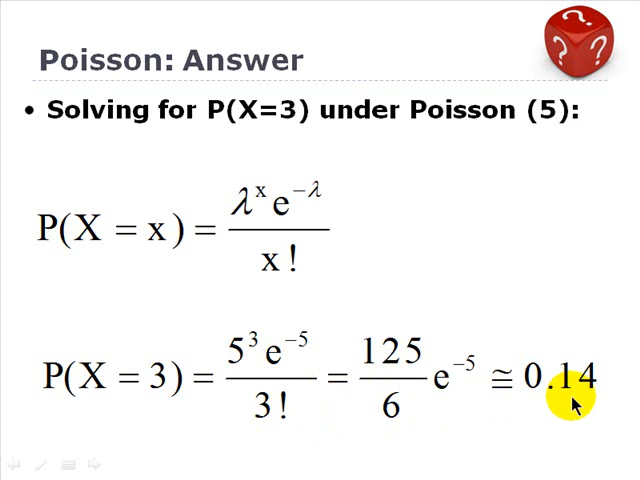 Poisson: Answer
• Solving for P(X=3) under Poisson (5):
P(X = x) = λ^x e^−λ / x!
P(X = 3) = 5^3 e^−5 / 3! = 125 / 6 e^−5 ≅ 0.14
? ? ?